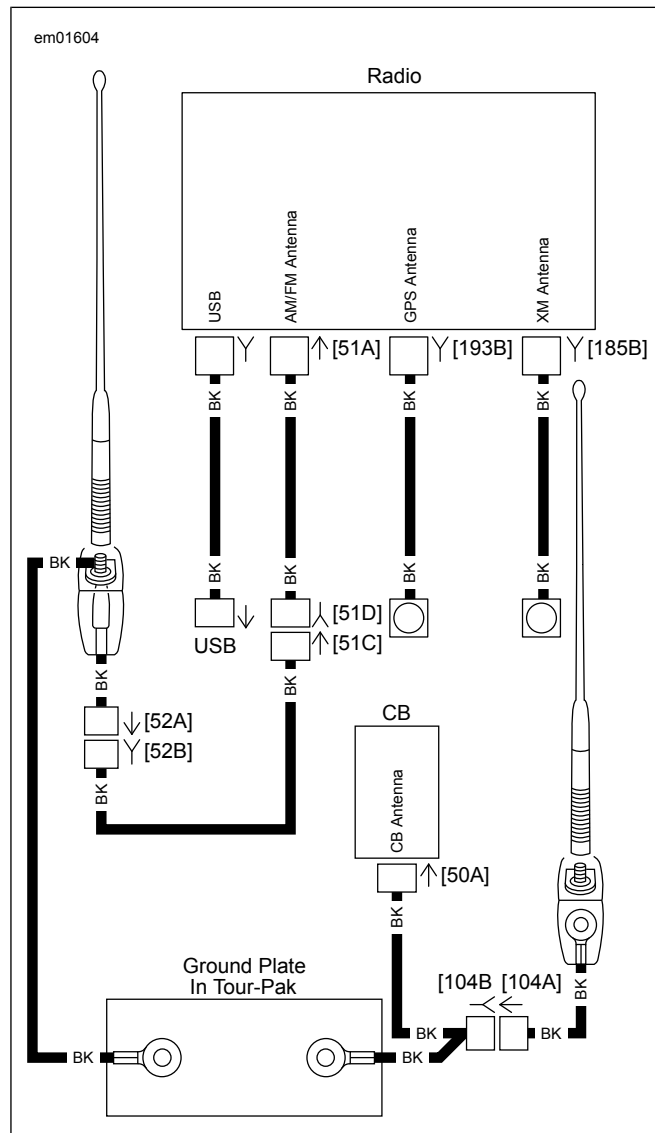 em01604
Radio
USB
AM/FM Antenna
GPS Antenna
XM Antenna
[51A]
[193B]
[185B]
BK
BK
BK
BK
BK
BK
BK
BK
BK
USB
[51D]
[51C]
BK
BK
[52A]
[52B]
BK
CB
CB Antenna
[50A]
BK
Ground Plate
In Tour-Pak
[104B
[104A]
BK
BK
BK
BK
BK